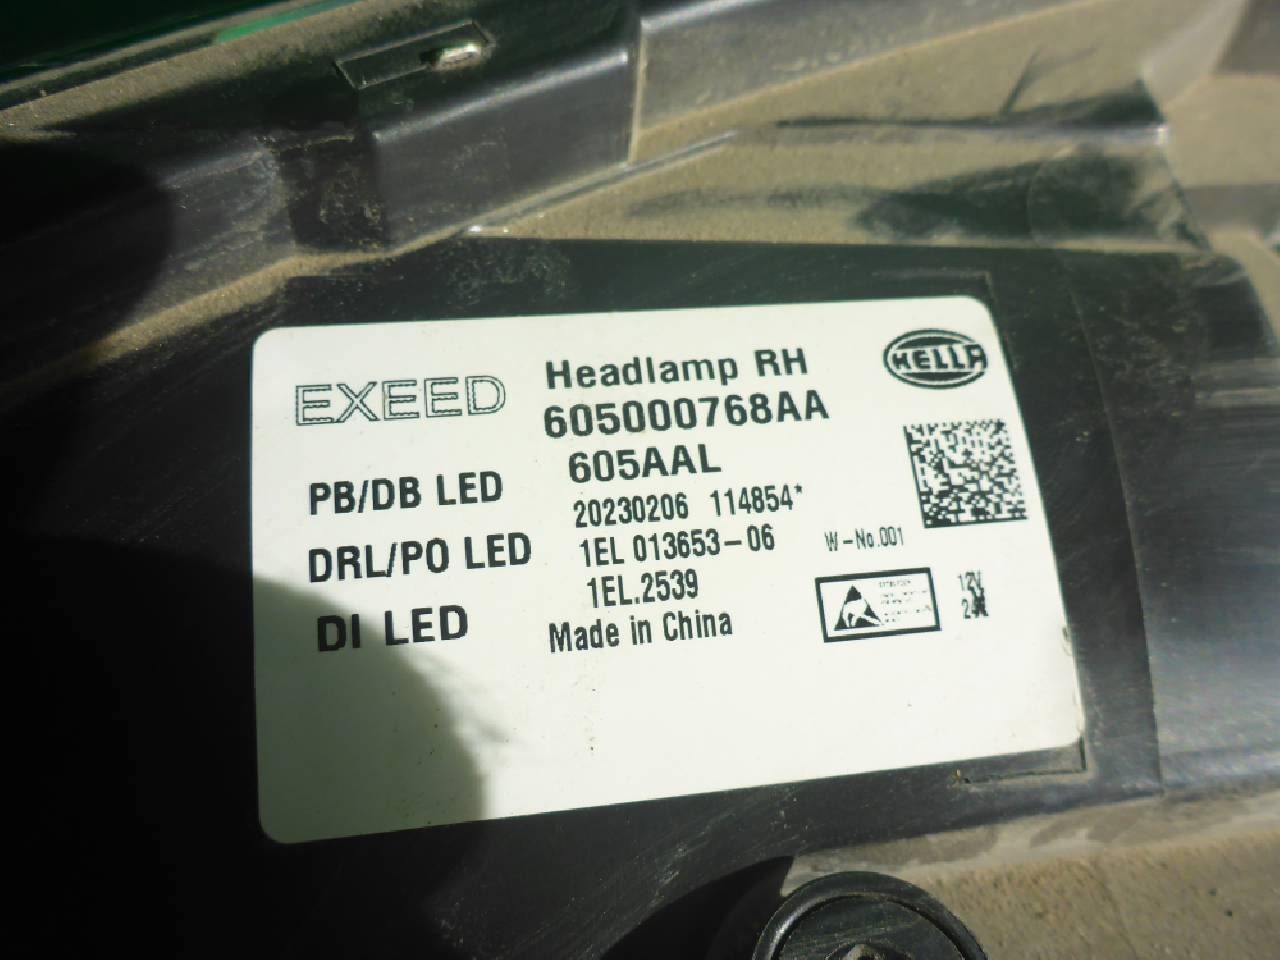 EXEED
Headlamp RH
HELLA
605000768AA
605AAL
PB/DB LED
20230206 114854*
DRL/PO LED
1EL 013653-06
W-No.001
1EL.2539
12V
DI LED
Made in China